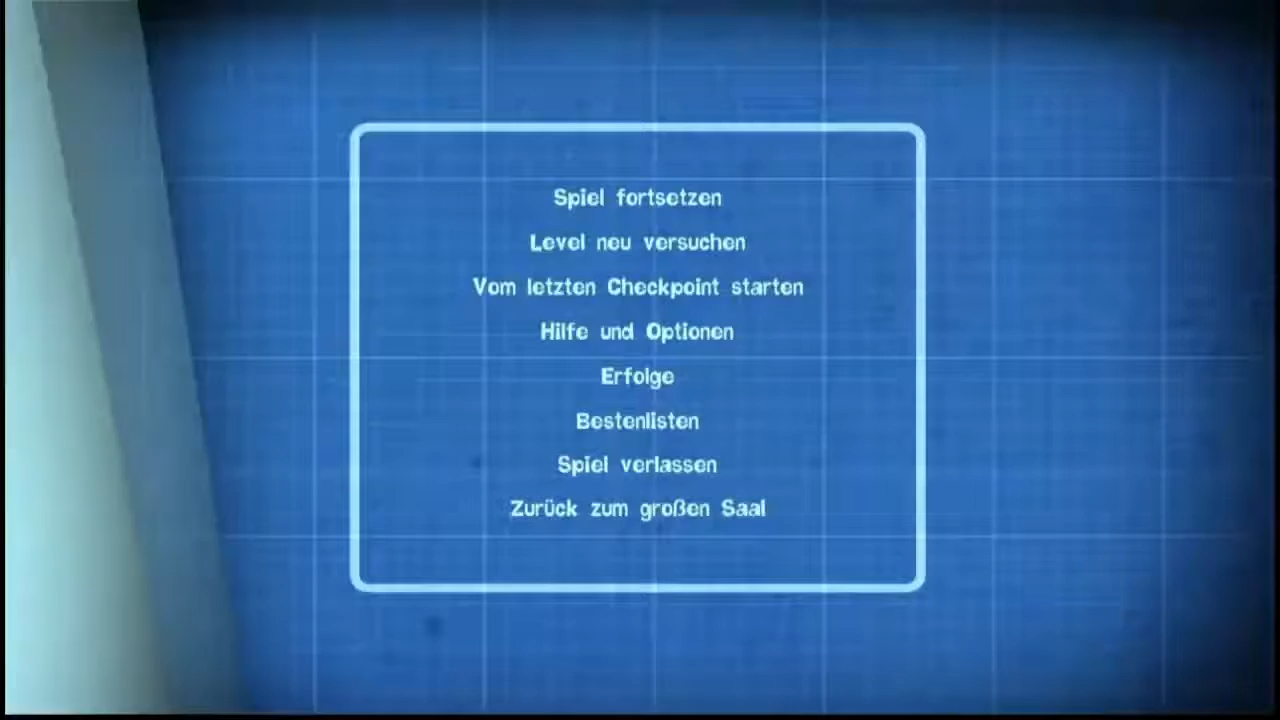 Spiel fortsetzen
Level neu versuchen
Vom letzten Checkpoint starten
Hilfe und Optionen
Erfolge
Bestenlisten
Spiel verlassen
Zurück zum großen Saal